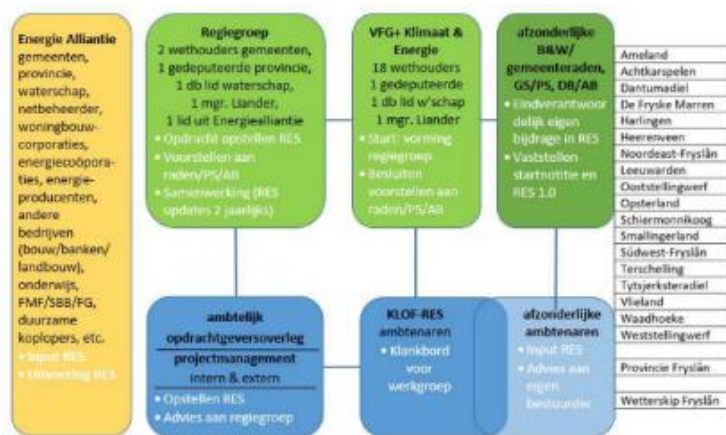 Energie Alliantie
gemeenten,
provincie,
waterschap,
netbeheerder,
woningbouw-
corporaties,
energiecoöpora-
ties, energie-
producenten,
andere
bedrijven
(bouw/banken/
landbouw),
onderwijs,
FMF/SBB/FG,
duurzame
koplopers, etc.
• Input RES
• Uitvoering RES
Regiegroep
2 wethouders gemeenten,
1 gedeputeerde provincie,
1 db lid waterschap,
1 mgr. Liander,
1 lid uit Energiealliantie
• Opdracht opstellen RES
• Voorstellen aan
raden/PS/AB
• Samenwerking (RES
updates 2 jaarlijks)
VFG+ Klimaat &
Energie
18 wethouders
1 gedeputeerde
1 db lid w'schap
1 mgr. Liander
• Start: vorming
regiegroep
• Besluiten
voorstellen aan
raden/PS/AB
afzonderlijke
B&W/
gemeenteraden,
GS/PS, DB/AB
• Eindverantwoor
delijk eigen
bijdrage in RES
• Vaststellen
startnotitie en
RES 1.0
ambtelijk
opdrachtgeversoverleg
projectmanagement
intern & extern
• Opstellen RES
• Advies aan regiegroep
KLOF-RES
ambtenaren
• Klankbord
voor
werkgroep
afzonderlijke
ambtenaren
• Input RES
• Advies aan
eigen
bestuurder
Ameland
Achtkarspelen
Dantumadiel
De Fryske Marren
Harlingen
Heerenveen
Noordeast-Fryslân
Leeuwarden
Ooststellingwerf
Opsterland
Schiermonnikoog
Smallingerland
Súdwest-Fryslân
Terschelling
Tytsjerksteradiel
Vlieland
Waadhoeke
Weststellingwerf
Provincie Fryslân
Wetterskip Fryslân